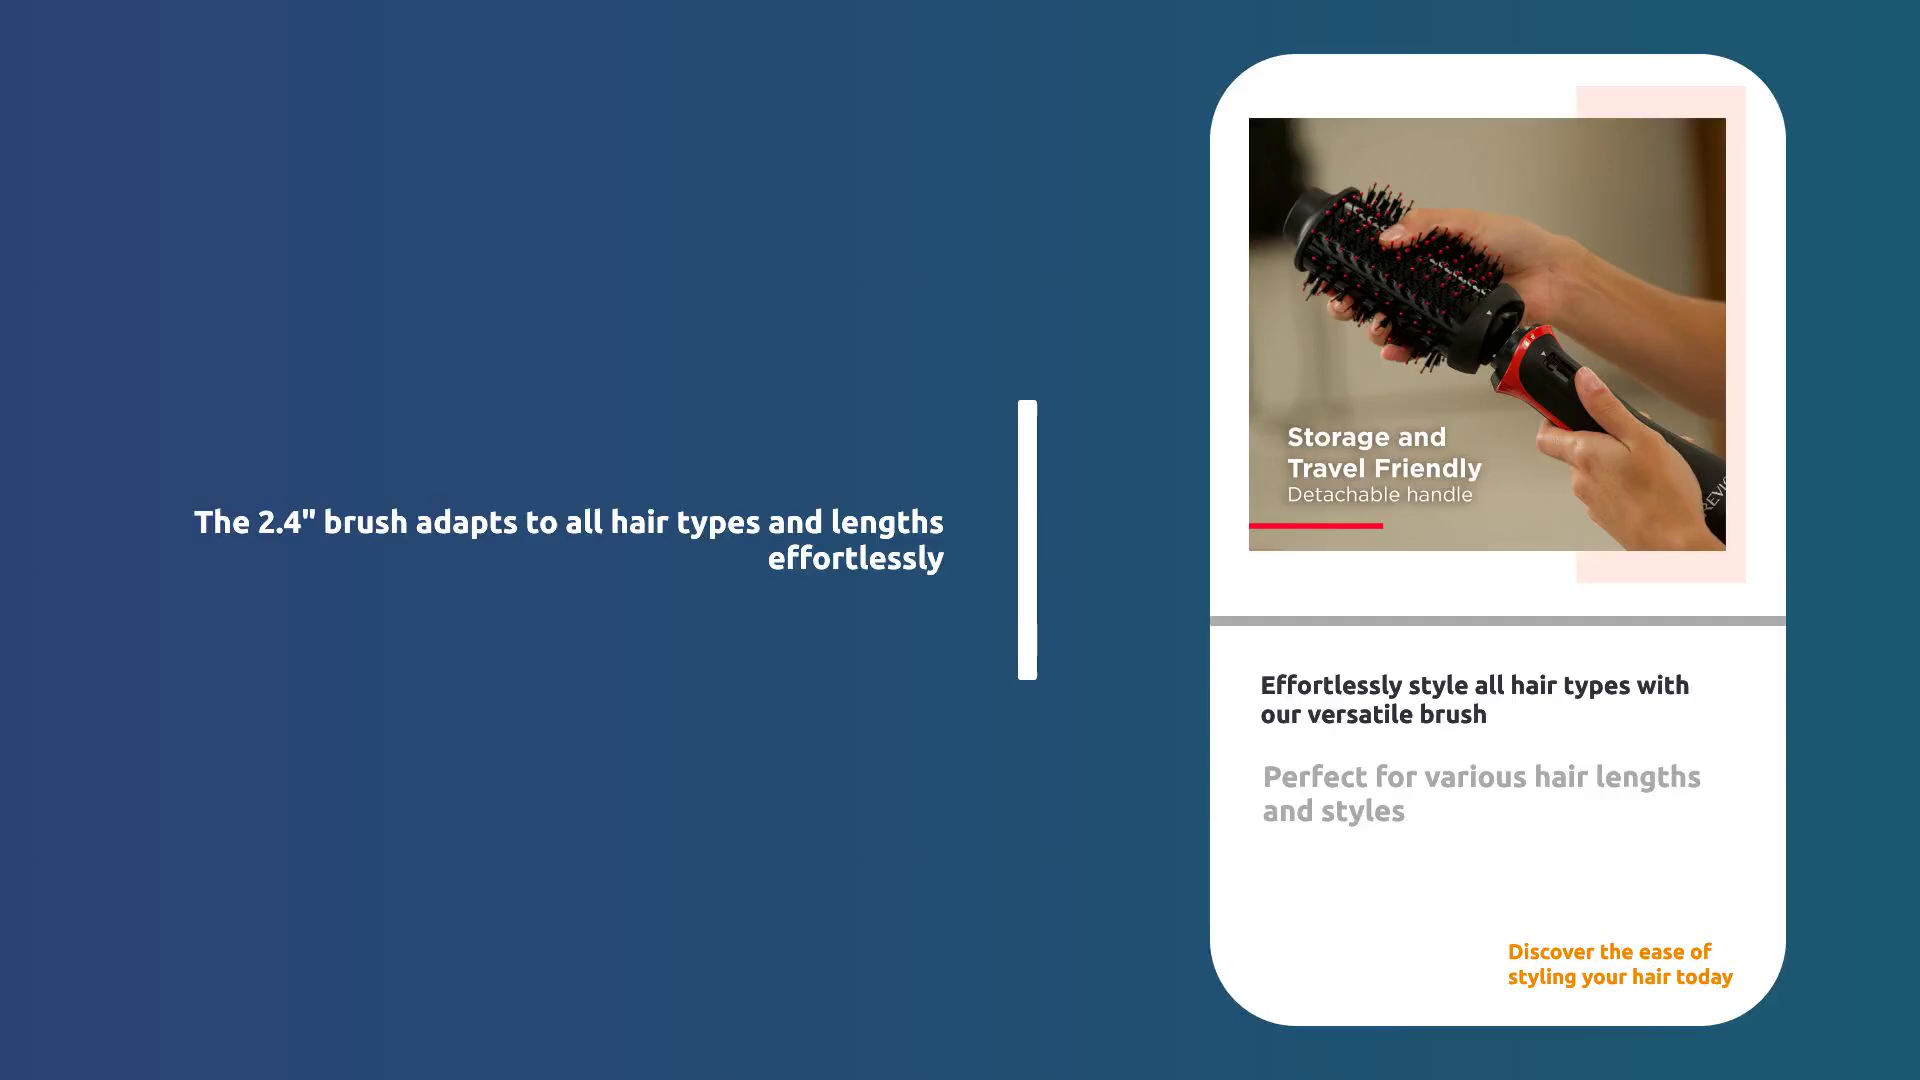 The 2.4" brush adapts to all hair types and lengths
effortlessly
Storage and
Travel Friendly
Detachable handle
Effortlessly style all hair types with
our versatile brush
Perfect for various hair lengths
and styles
Discover the ease of
styling your hair today